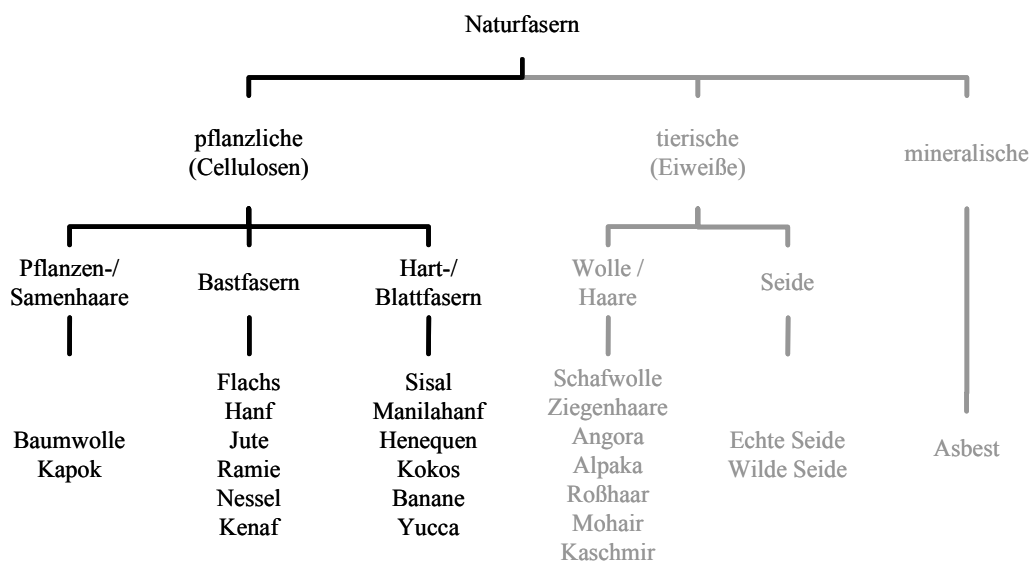 Naturfasern
pflanzliche
(Cellulosen)
tierische
(Eiweiße)
mineralische
Pflanzen-/
Samenhaare
Bastfasern
Hart-/
Blattfasern
Wolle /
Haare
Seide
Baumwolle
Kapok
Flachs
Hanf
Jute
Ramie
Nessel
Kenaf
Sisal
Manilahanf
Henequen
Kokos
Banane
Yucca
Schafwolle
Ziegenhaare
Angora
Alpaka
Roßhaar
Mohair
Kaschmir
Echte Seide
Wilde Seide
Asbest